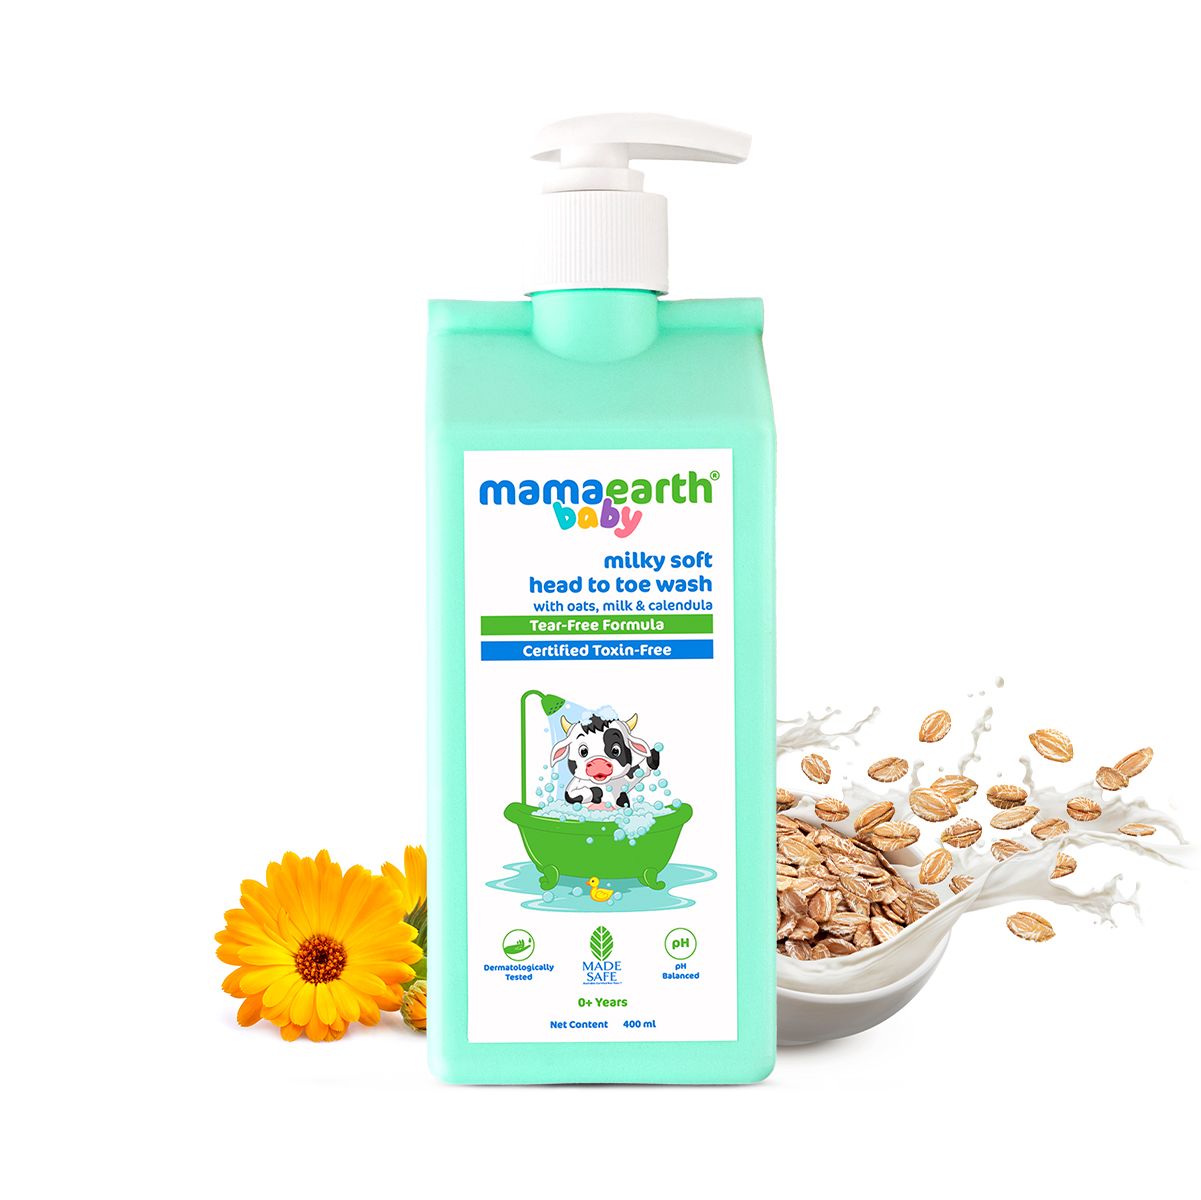 mamaearth®
baby
milky soft
head to toe wash
with oats, milk & calendula
Tear-Free Formula
Certified Toxin-Free
Dermatologically
Tested
MADE
SAFE
pH
pH
Balanced
0+ Years
Net Content 400 ml